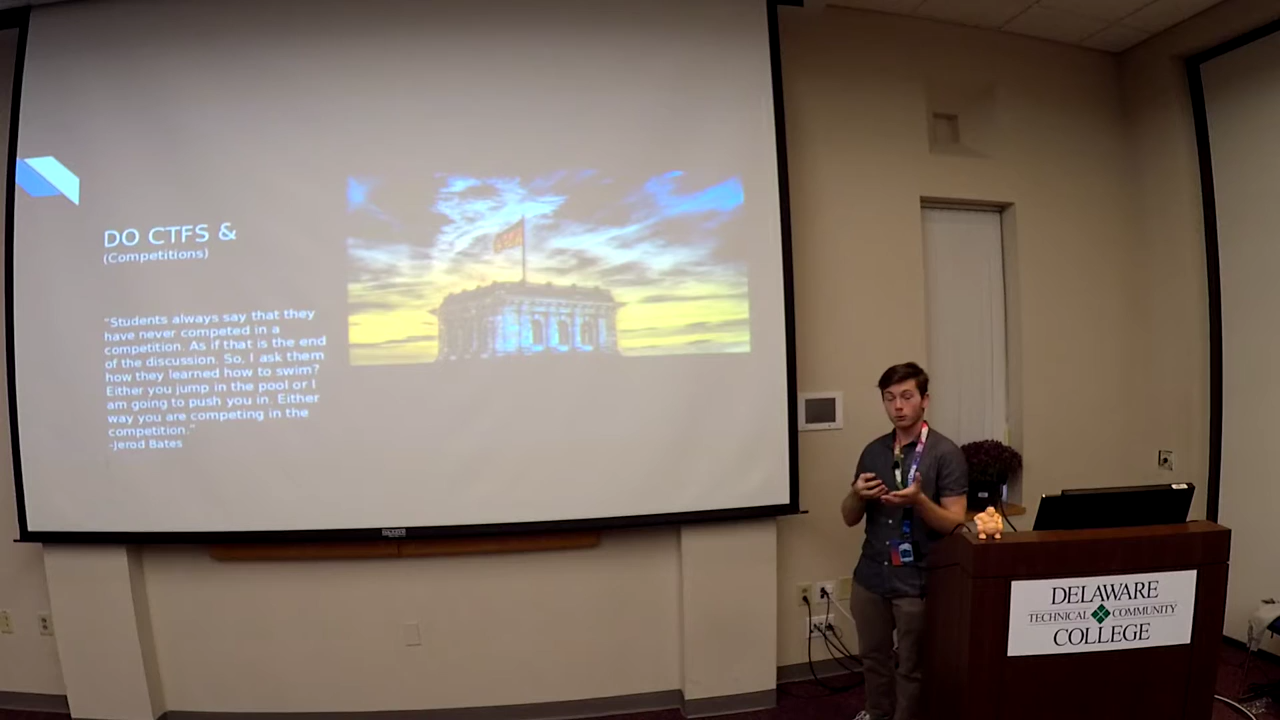 DO CTFS &
(Competitions)
"Students always say that they
have never competed in a
competition. As if that is the end
of the discussion. So, I ask them
how they learned how to swim?
Either you jump in the pool or I
am going to push you in. Either
way you are competing in the
competition."
-Jerod Bates
DELAWARE
TECHNICAL COMMUNITY
COLLEGE